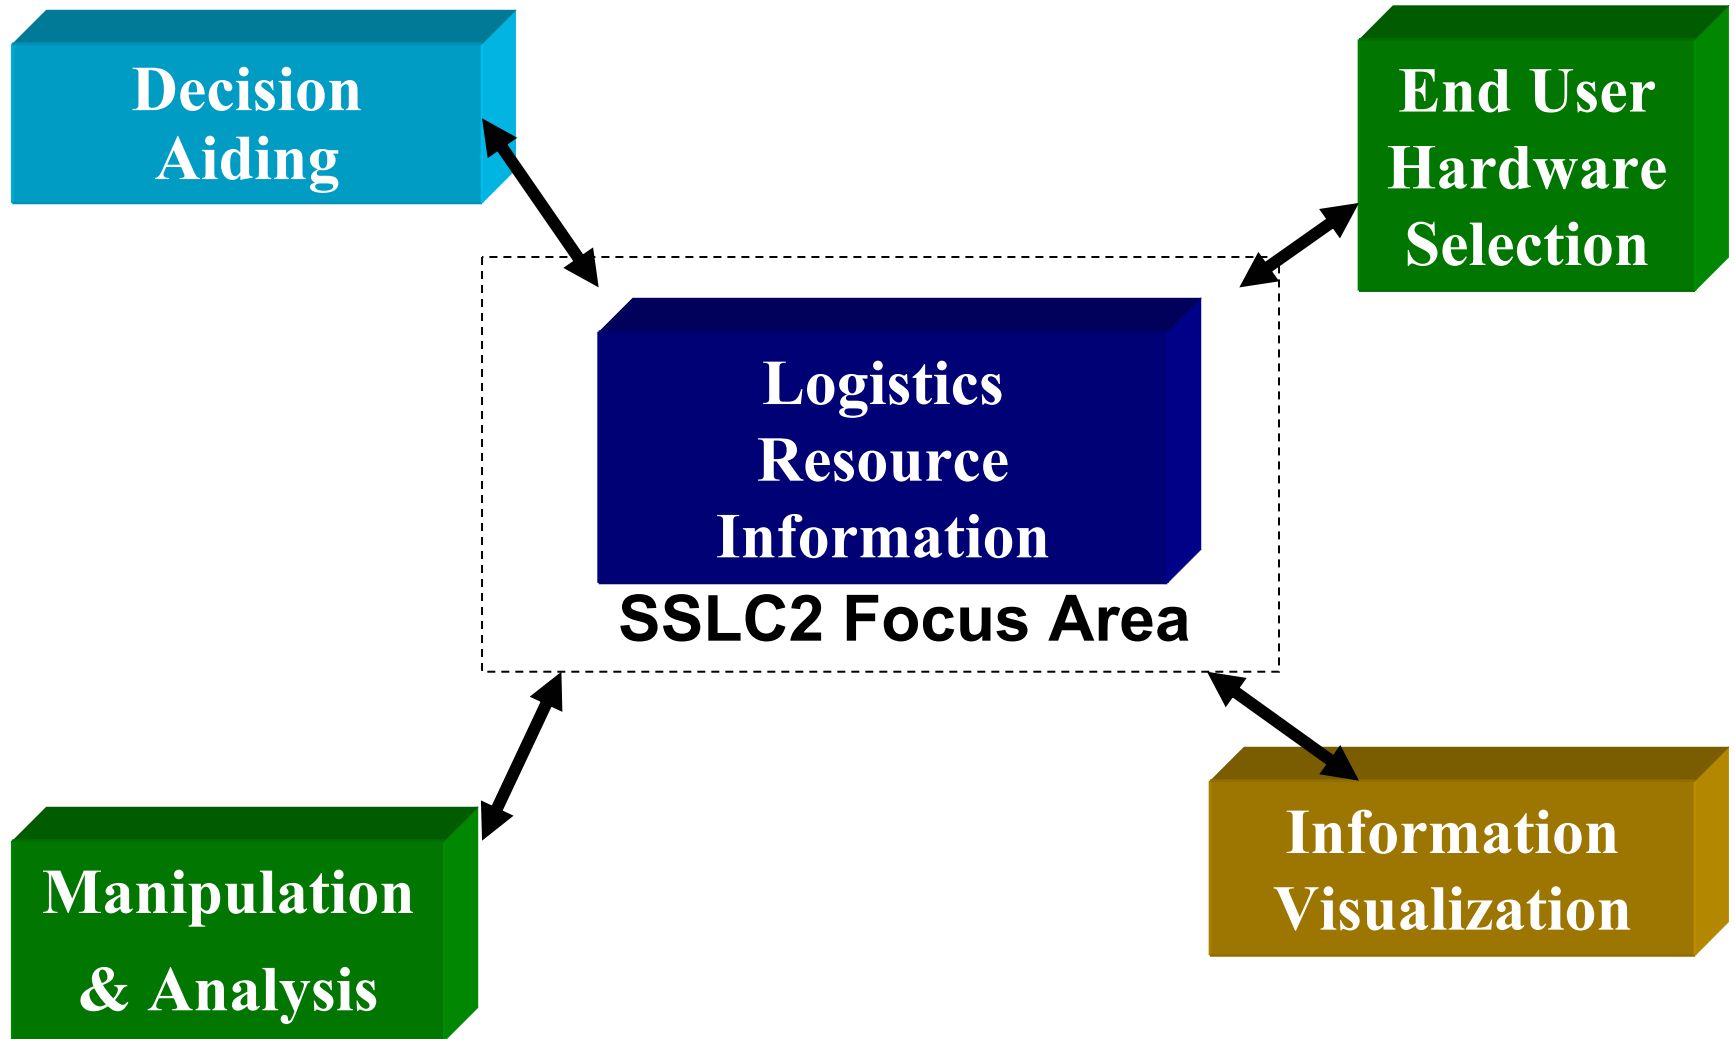 Decision
Aiding
End User
Hardware
Selection
Logistics
Resource
Information
SSLC2 Focus Area
Manipulation
& Analysis
Information
Visualization